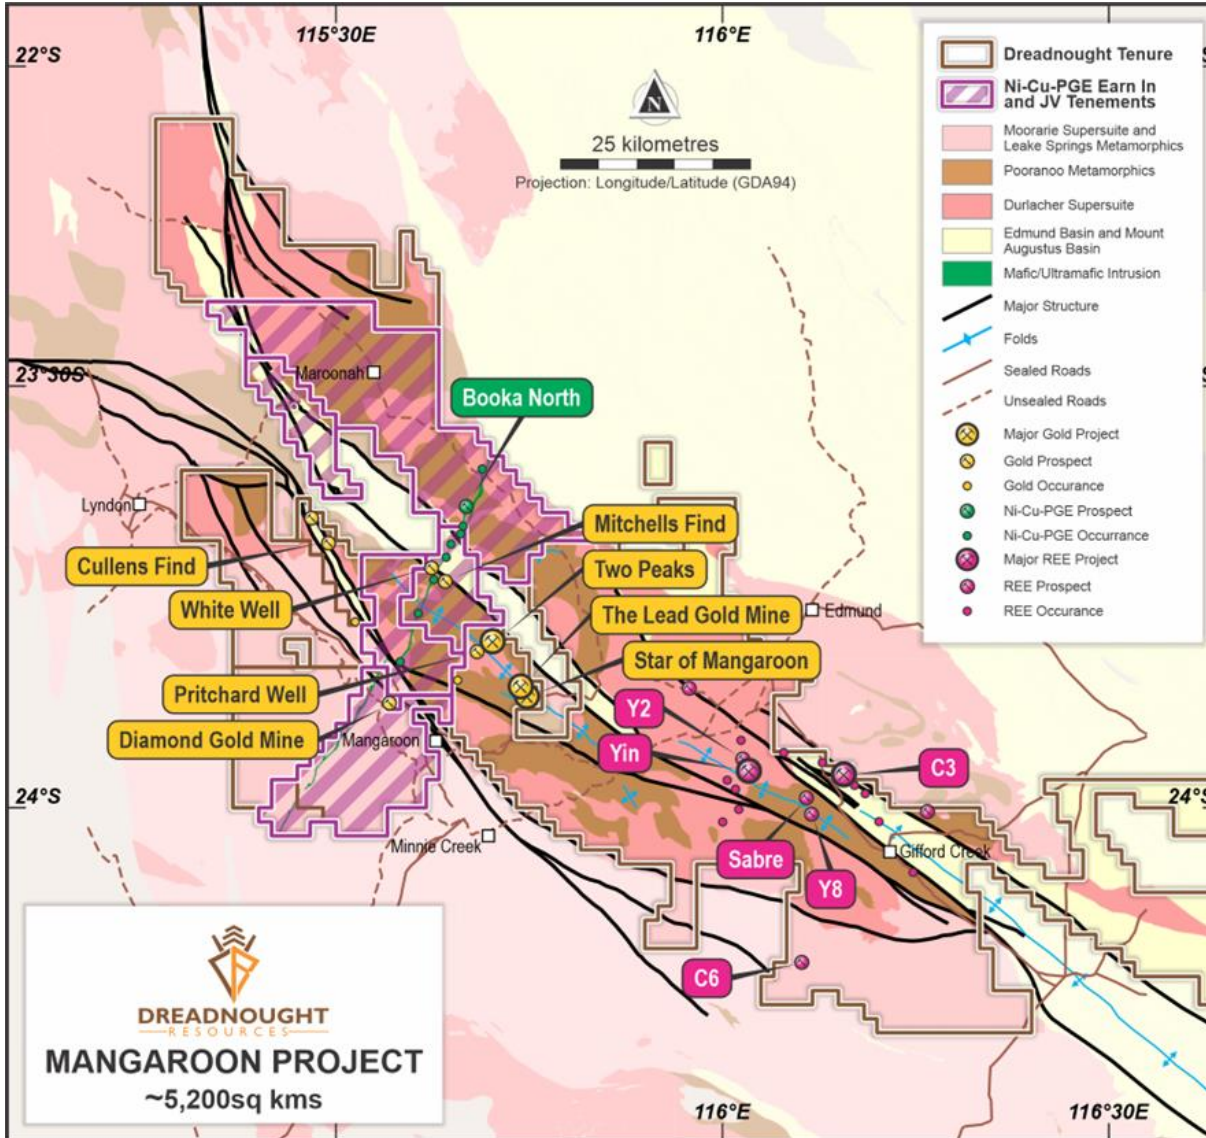 115°30E
116°E
22°S
S
Dreadnought Tenure
Ni-Cu-PGE Earn In
and JV Tenements
Moorarie Supersuite and
Leake Springs Metamorphics
Pooranoo Metamorphics
Durlacher Supersuite
Edmund Basin and Mount
Augustus Basin
Mafic/Ultramafic Intrusion
Major Structure
Folds
Sealed Roads
Unsealed Roads
Major Gold Project
Gold Prospect
Gold Occurance
Ni-Cu-PGE Prospect
Ni-Cu-PGE Occurrance
Major REE Project
REE Prospect
REE Occurance
N
25 kilometres
Projection: Longitude/Latitude (GDA94)
23°30S
S
Maroonah
Booka North
Lyndon
Mitchells Find
Cullens Find
Two Peaks
White Well
The Lead Gold Mine
Edmund
Star of Mangaroon
Pritchard Well
Y2
Diamond Gold Mine
Mangaroon
Yin
C3
24°S
24°S
Minnie Creek
Gifford Creek
Sabre
Y8
C6
DREADNOUGHT
RESOURCES
MANGAROON PROJECT
~5,200sq kms
116°E
116°30E